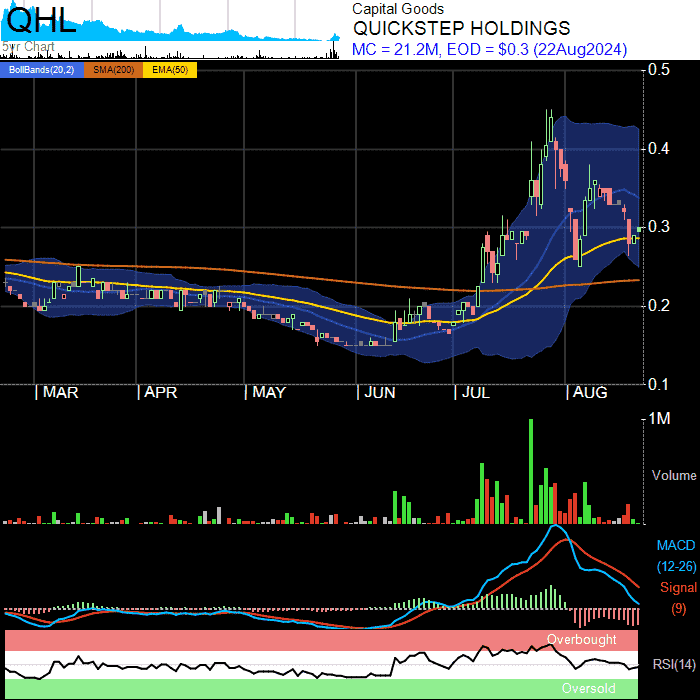 QHL
Capital Goods
QUICKSTEP HOLDINGS
5yr Chart
MC = 21.2M, EOD = $0.3 (22Aug2024)
BollBands(20,2) SMA(200) EMA(50)
0.5
0.4
0.3
0.2
0.1
| MAR | APR | MAY | JUN | JUL | AUG
1M
Volume
MACD
(12-26)
Signal
(9)
Overbought
RSI(14)
Oversold